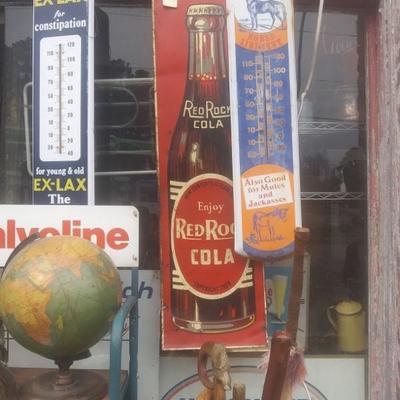 EX-LAX
for
constipation
for young & old
EX-LAX
The
alvoline
RED ROCK
COLA
Enjoy
RED ROCK
COLA
Also Good
for Mules
and
Jackasses